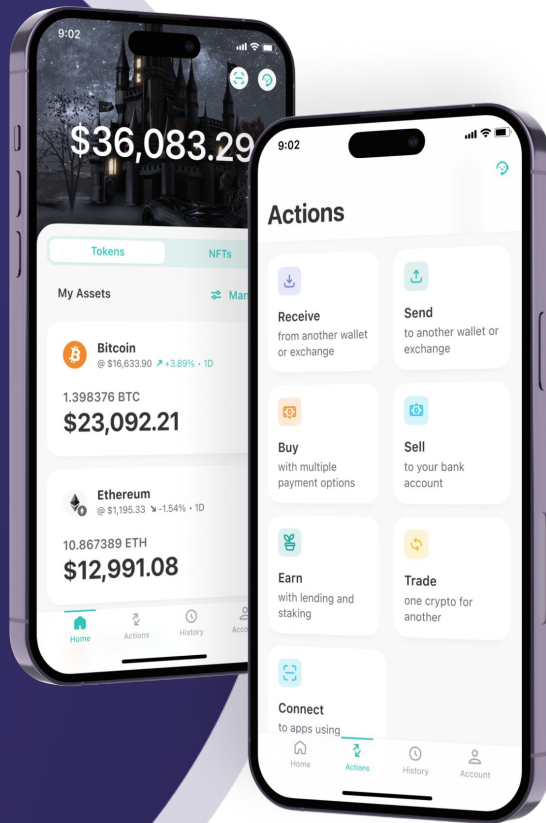 9:02
$36,083.29
Tokens
NFTs
My Assets
Bitcoin
@ $16,633.90 ↗ +3.89% • 1D
1.398376 BTC
$23,092.21
Ethereum
@ $1,195.33 ↘ -1.54% • 1D
10.867389 ETH
$12,991.08
Home
Actions
History
9:02
Actions
Receive
from another wallet
or exchange
Send
to another wallet or
exchange
Buy
with multiple
payment options
Sell
to your bank
account
Earn
with lending and
staking
Trade
one crypto for
another
Connect
to apps using
Home
Actions
History
Account